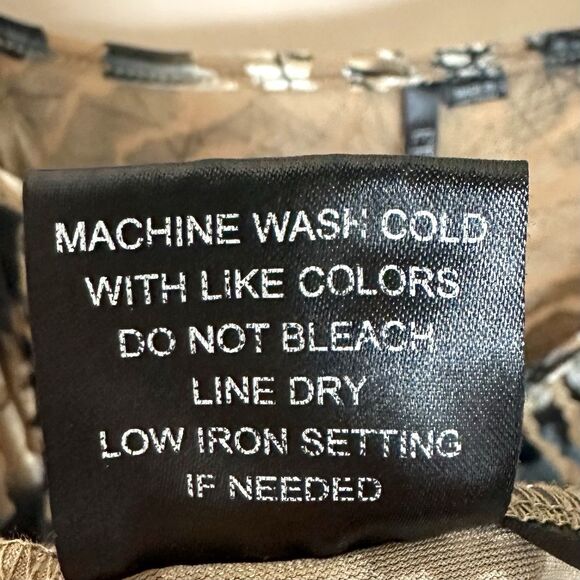 MACHINE WASH COLD
WITH LIKE COLORS
DO NOT BLEACH
LINE DRY
LOW IRON SETTING
IF NEEDED